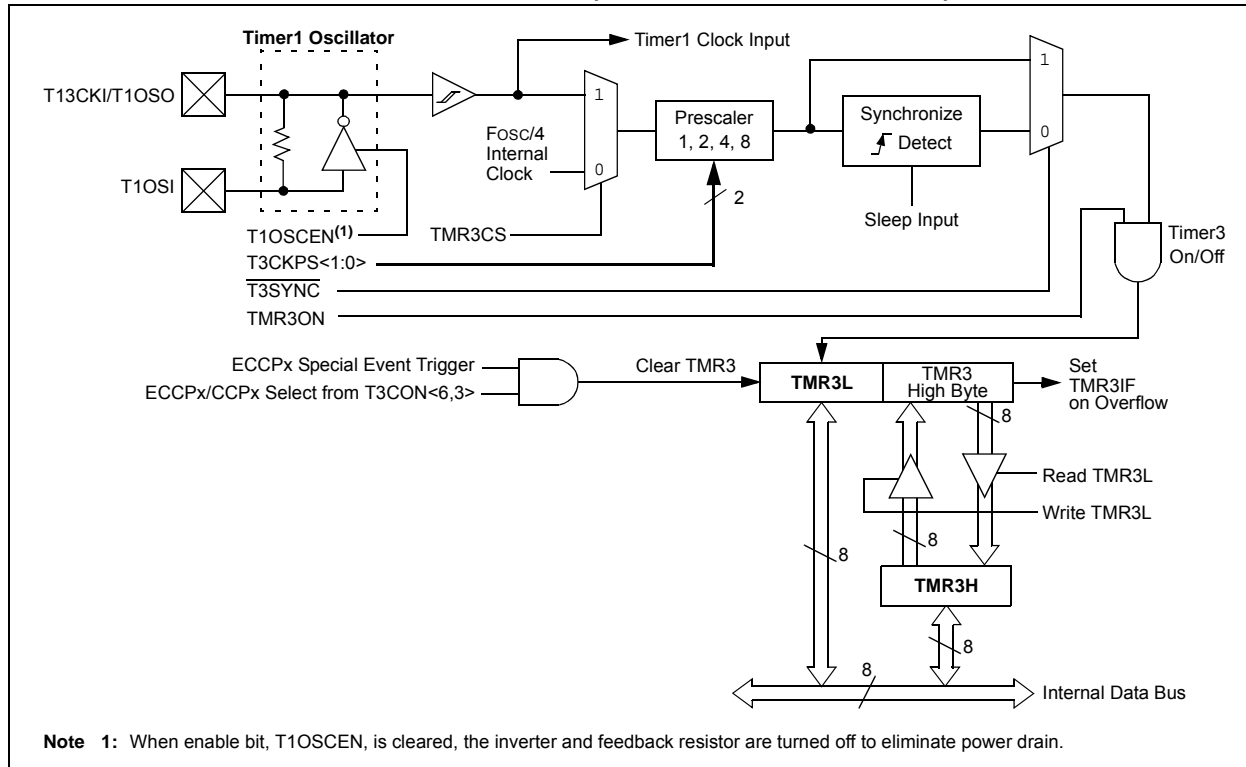 Timer1 Oscillator
Timer1 Clock Input
T13CKI/T1OSO
T1OSI
1
0
FOSC/4
Internal
Clock
Prescaler
1, 2, 4, 8
Synchronize
Detect
1
0
2
Sleep Input
T1OSCEN(1)
TMR3CS
T3CKPS<1:0>
T3SYNC
TMR3ON
Timer3
On/Off
ECCPx Special Event Trigger
ECCPx/CCPx Select from T3CON<6,3>
Clear TMR3
TMR3L
TMR3
High Byte
Set
TMR3IF
on Overflow
8
Read TMR3L
Write TMR3L
8
8
TMR3H
8
8
Internal Data Bus
Note 1: When enable bit, T1OSCEN, is cleared, the inverter and feedback resistor are turned off to eliminate power drain.